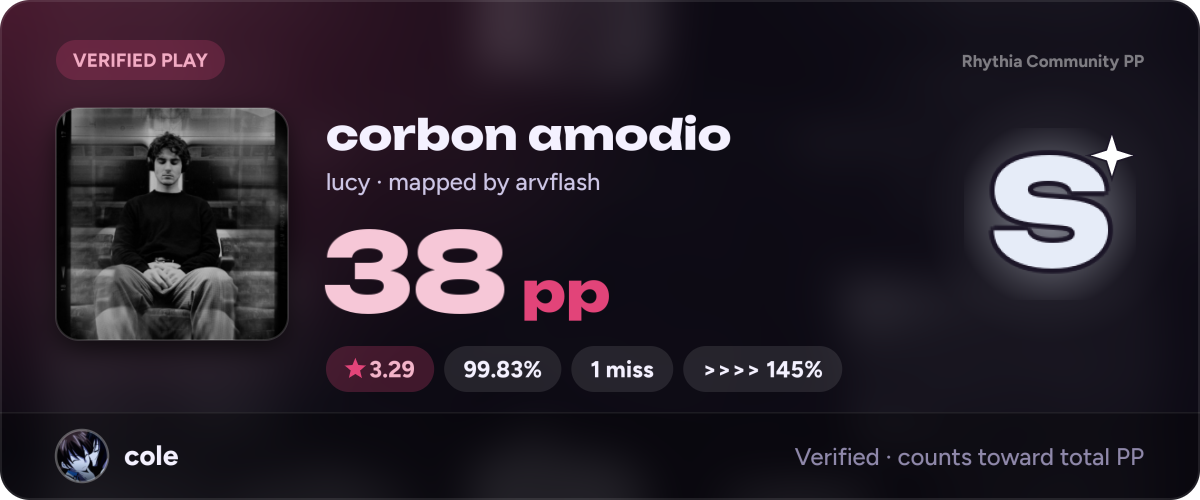 VERIFIED PLAY
Rhythia Community PP
corbon amodio
lucy · mapped by arvflash
S
38 pp
★ 3.29
99.83%
1 miss
>>>> 145%
cole
Verified · counts toward total PP